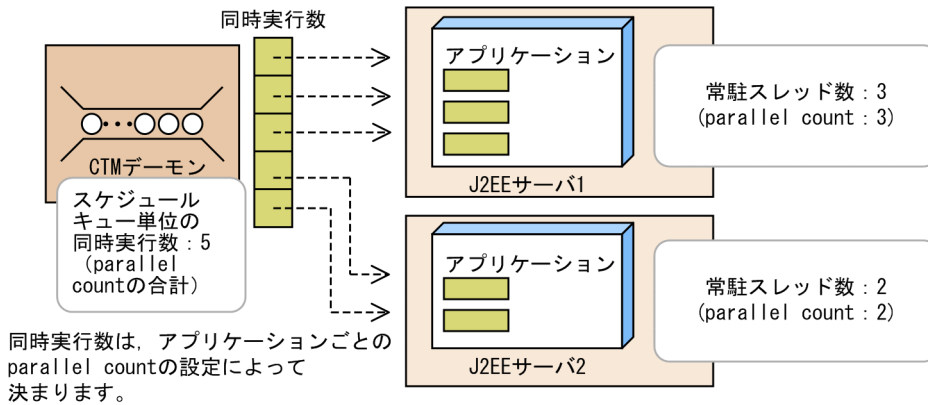 同時実行数
CTMデーモン
スケジュール
キュー単位の
同時実行数：5
（parallel
countの合計）
アプリケーション
J2EEサーバ1
常駐スレッド数：3
(parallel count：3)
アプリケーション
J2EEサーバ2
常駐スレッド数：2
(parallel count：2)
同時実行数は，アプリケーションごとの
parallel countの設定によって
決まります。